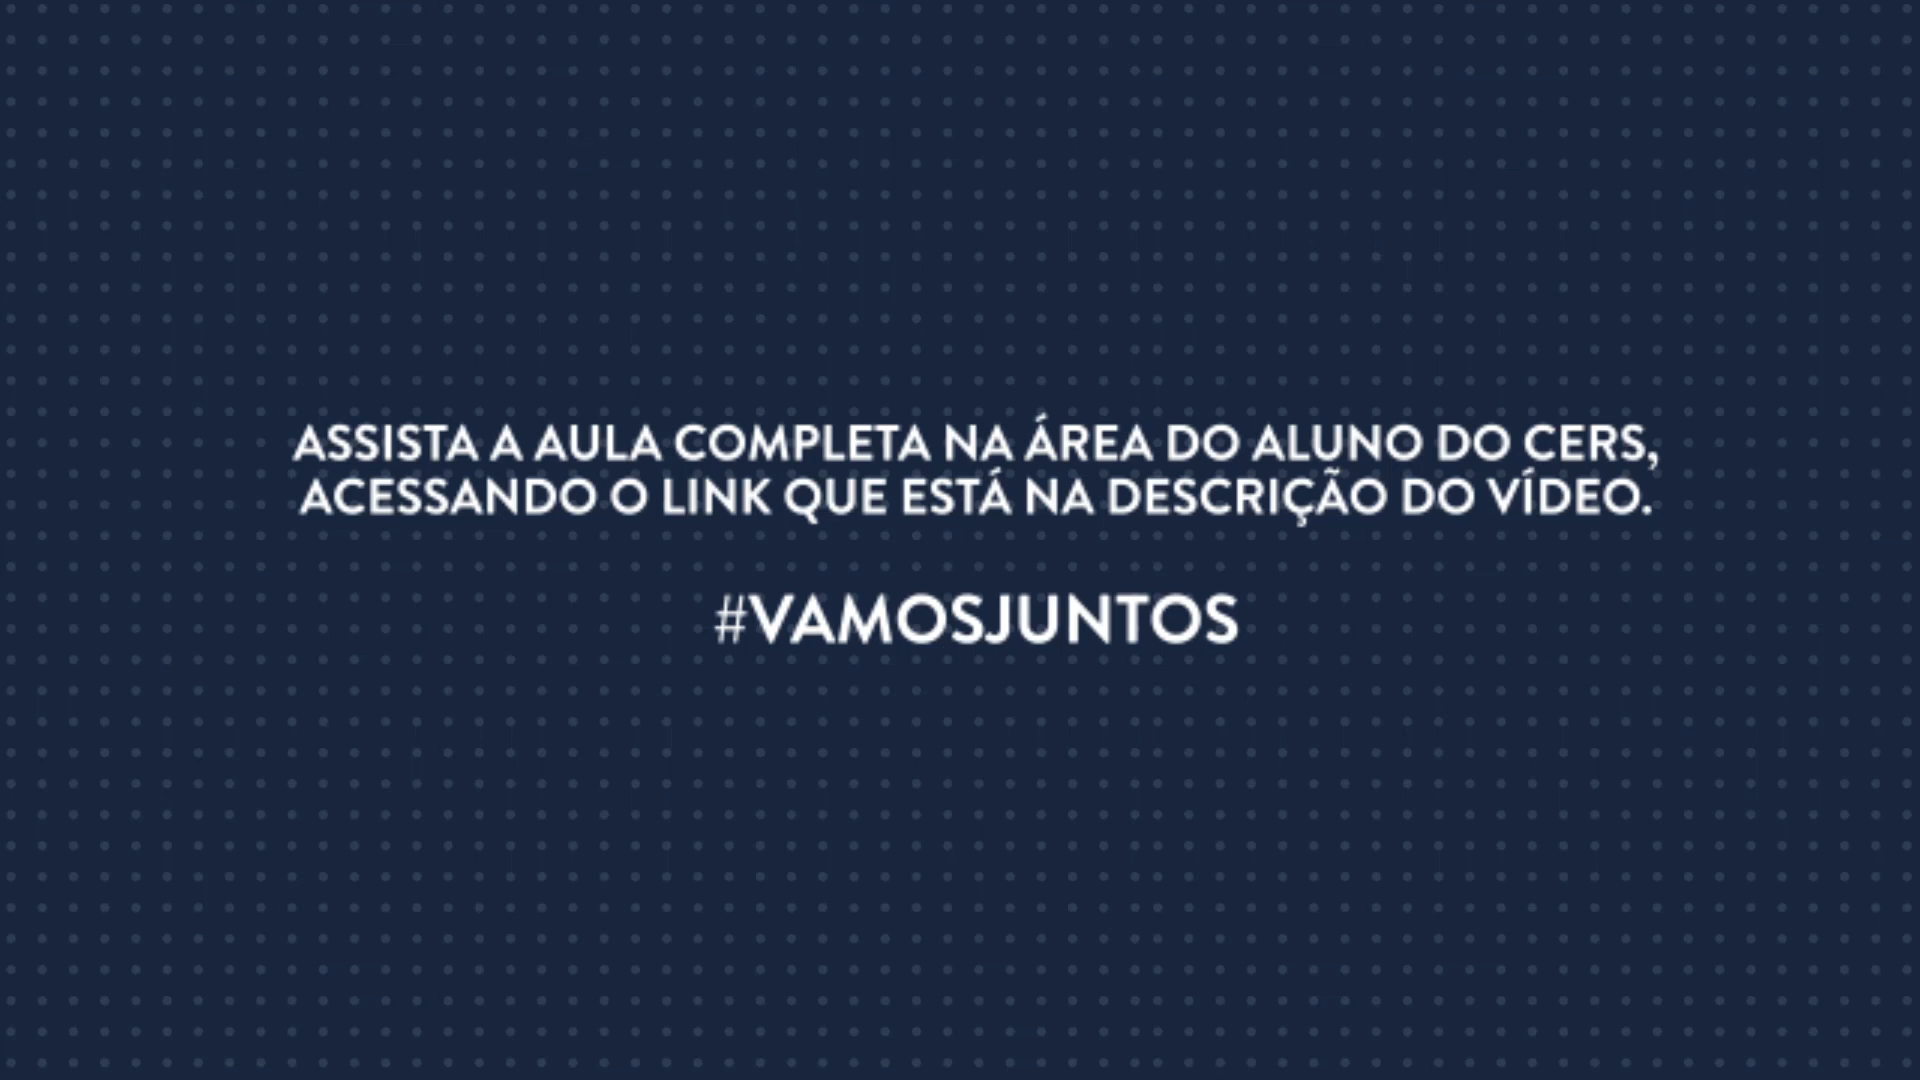 ASSISTA A AULA COMPLETA NA ÁREA DO ALUNO DO CERS,
ACESSANDO O LINK QUE ESTÁ NA DESCRIÇÃO DO VÍDEO.
#VAMOSJUNTOS